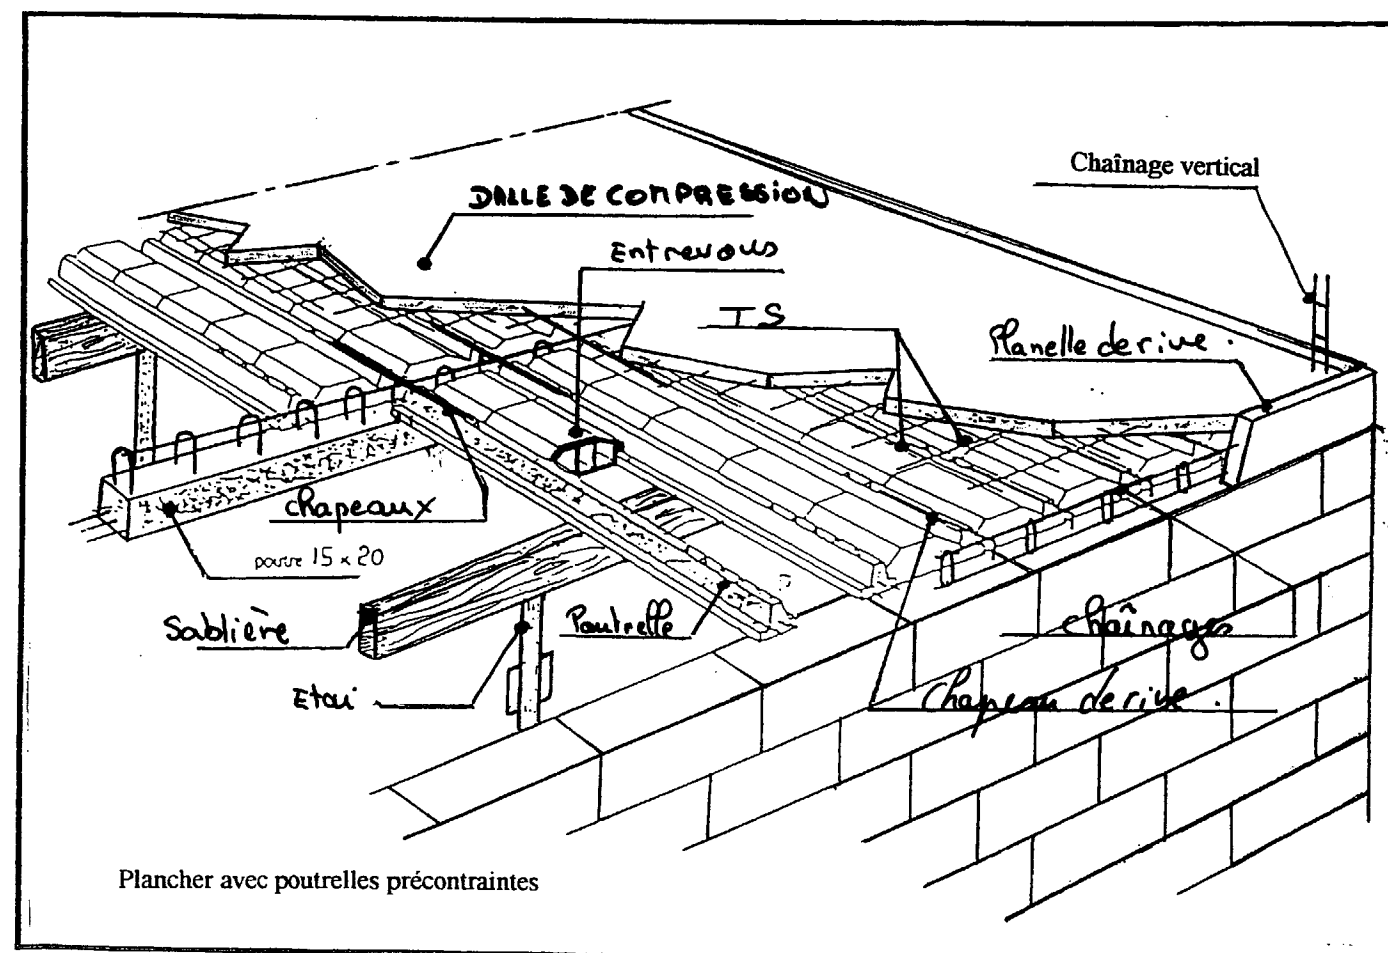 Chaînage vertical
DALLE DE COMPRESSION
Entrevous
TS
Planelle de rive.
chapeaux
poutre 15 x 20
Sablière
Poutrelle
chaînages
Etai
Chapeau de rive.
Plancher avec poutrelles précontraintes